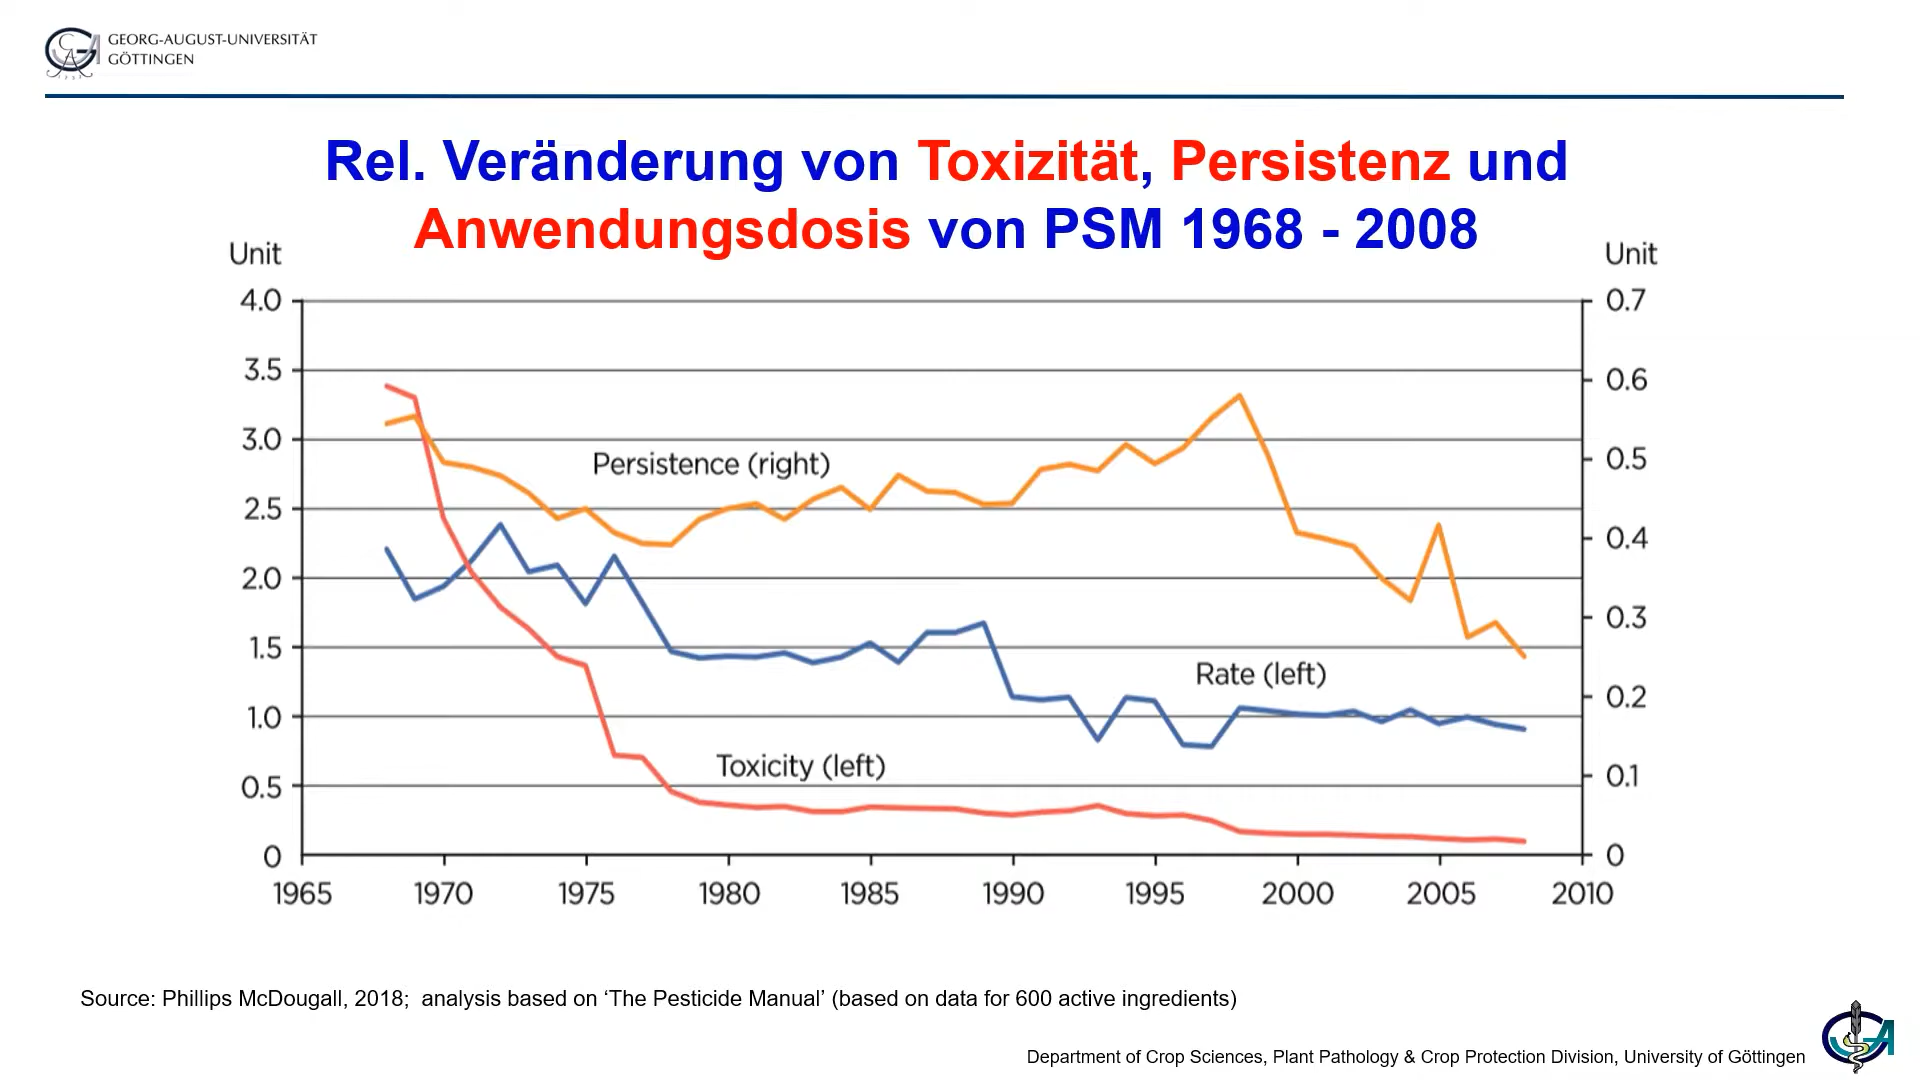 GEORG-AUGUST-UNIVERSITÄT
GÖTTINGEN
Rel. Veränderung von Toxizität, Persistenz und
Anwendungsdosis von PSM 1968 - 2008
Unit
Unit
4.0
3.5
3.0
2.5
2.0
1.5
1.0
0.5
0
0.7
0.6
0.5
0.4
0.3
0.2
0.1
0
Persistence (right)
Rate (left)
Toxicity (left)
1965 1970 1975 1980 1985 1990 1995 2000 2005 2010
Source: Phillips McDougall, 2018;  analysis based on ‘The Pesticide Manual’ (based on data for 600 active ingredients)
Department of Crop Sciences, Plant Pathology & Crop Protection Division, University of Göttingen